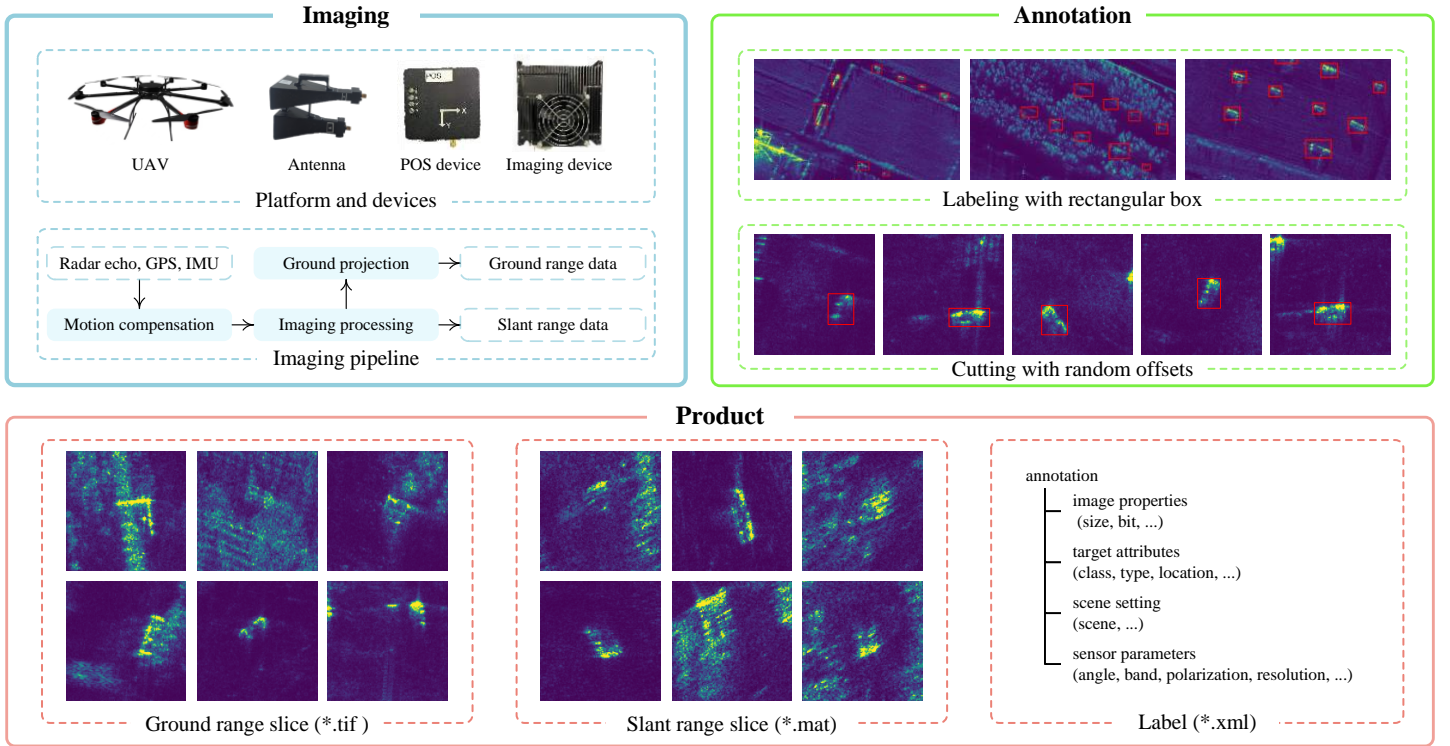 Imaging
UAV
Antenna
POS
X
Y
POS device
Imaging device
Platform and devices
Radar echo, GPS, IMU
Ground projection
Ground range data
Motion compensation
Imaging processing
Slant range data
Imaging pipeline
Annotation
Labeling with rectangular box
Cutting with random offsets
Product
Ground range slice (*.tif )
Slant range slice (*.mat)
annotation
image properties
(size, bit, ...)
target attributes
(class, type, location, ...)
scene setting
(scene, ...)
sensor parameters
(angle, band, polarization, resolution, ...)
Label (*.xml)